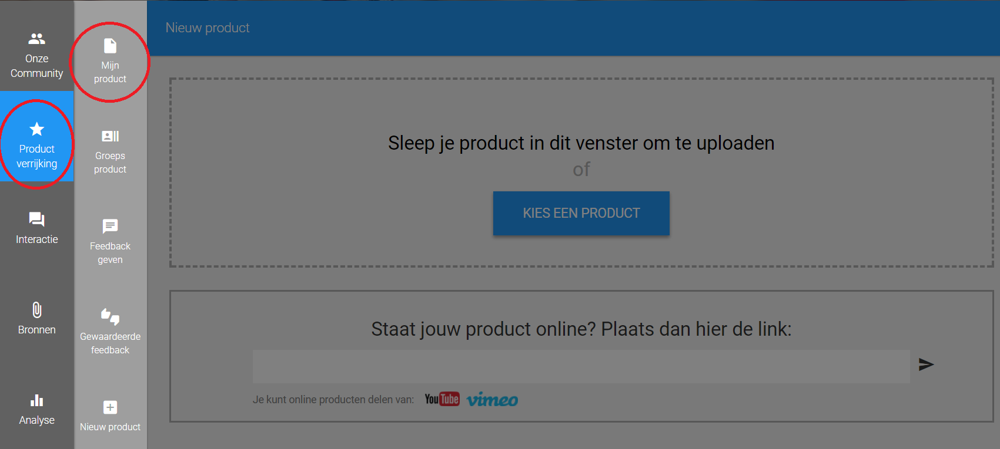 Onze
Community
Product
verrijking
Interactie
Bronnen
Analyse
Mijn
product
Groeps
product
Feedback
geven
Gewaardeerde
feedback
Nieuw product
Nieuw product
Sleep je product in dit venster om te uploaden
of
KIES EEN PRODUCT
Staat jouw product online? Plaats dan hier de link:
Je kunt online producten delen van: YouTube vimeo